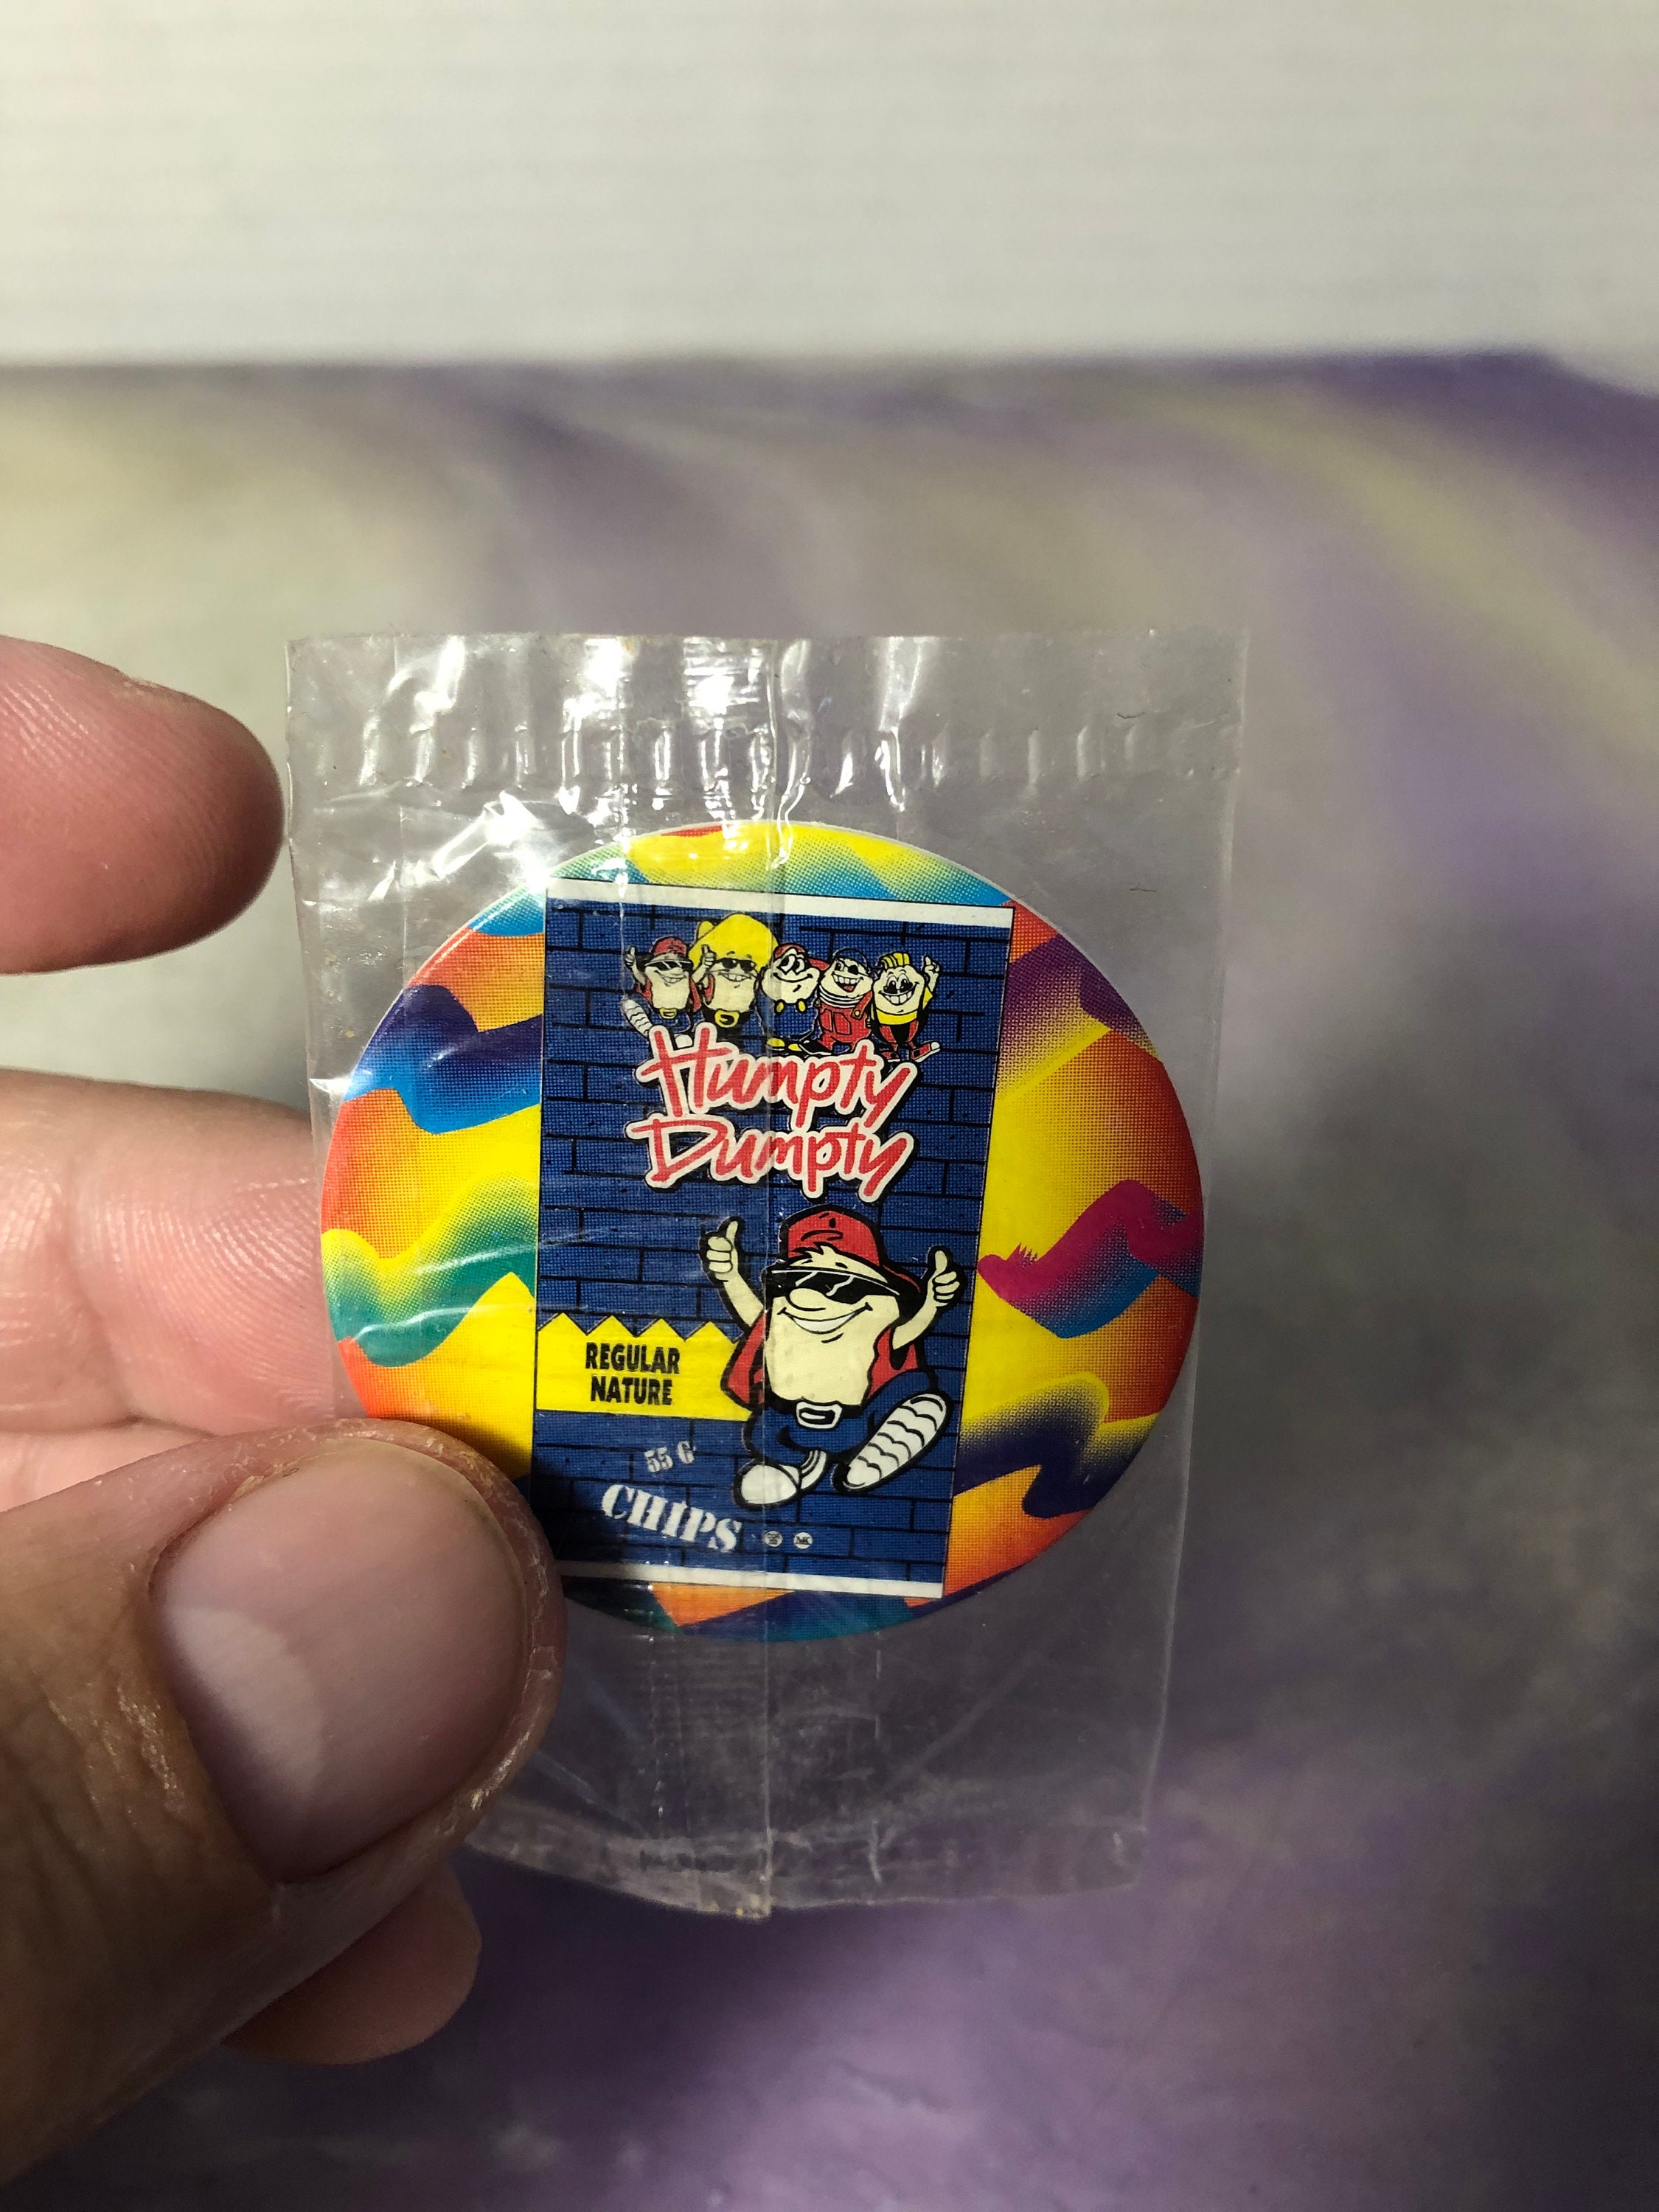 Humpty
Dumpty
REGULAR
NATURE
55 G
CHIPS